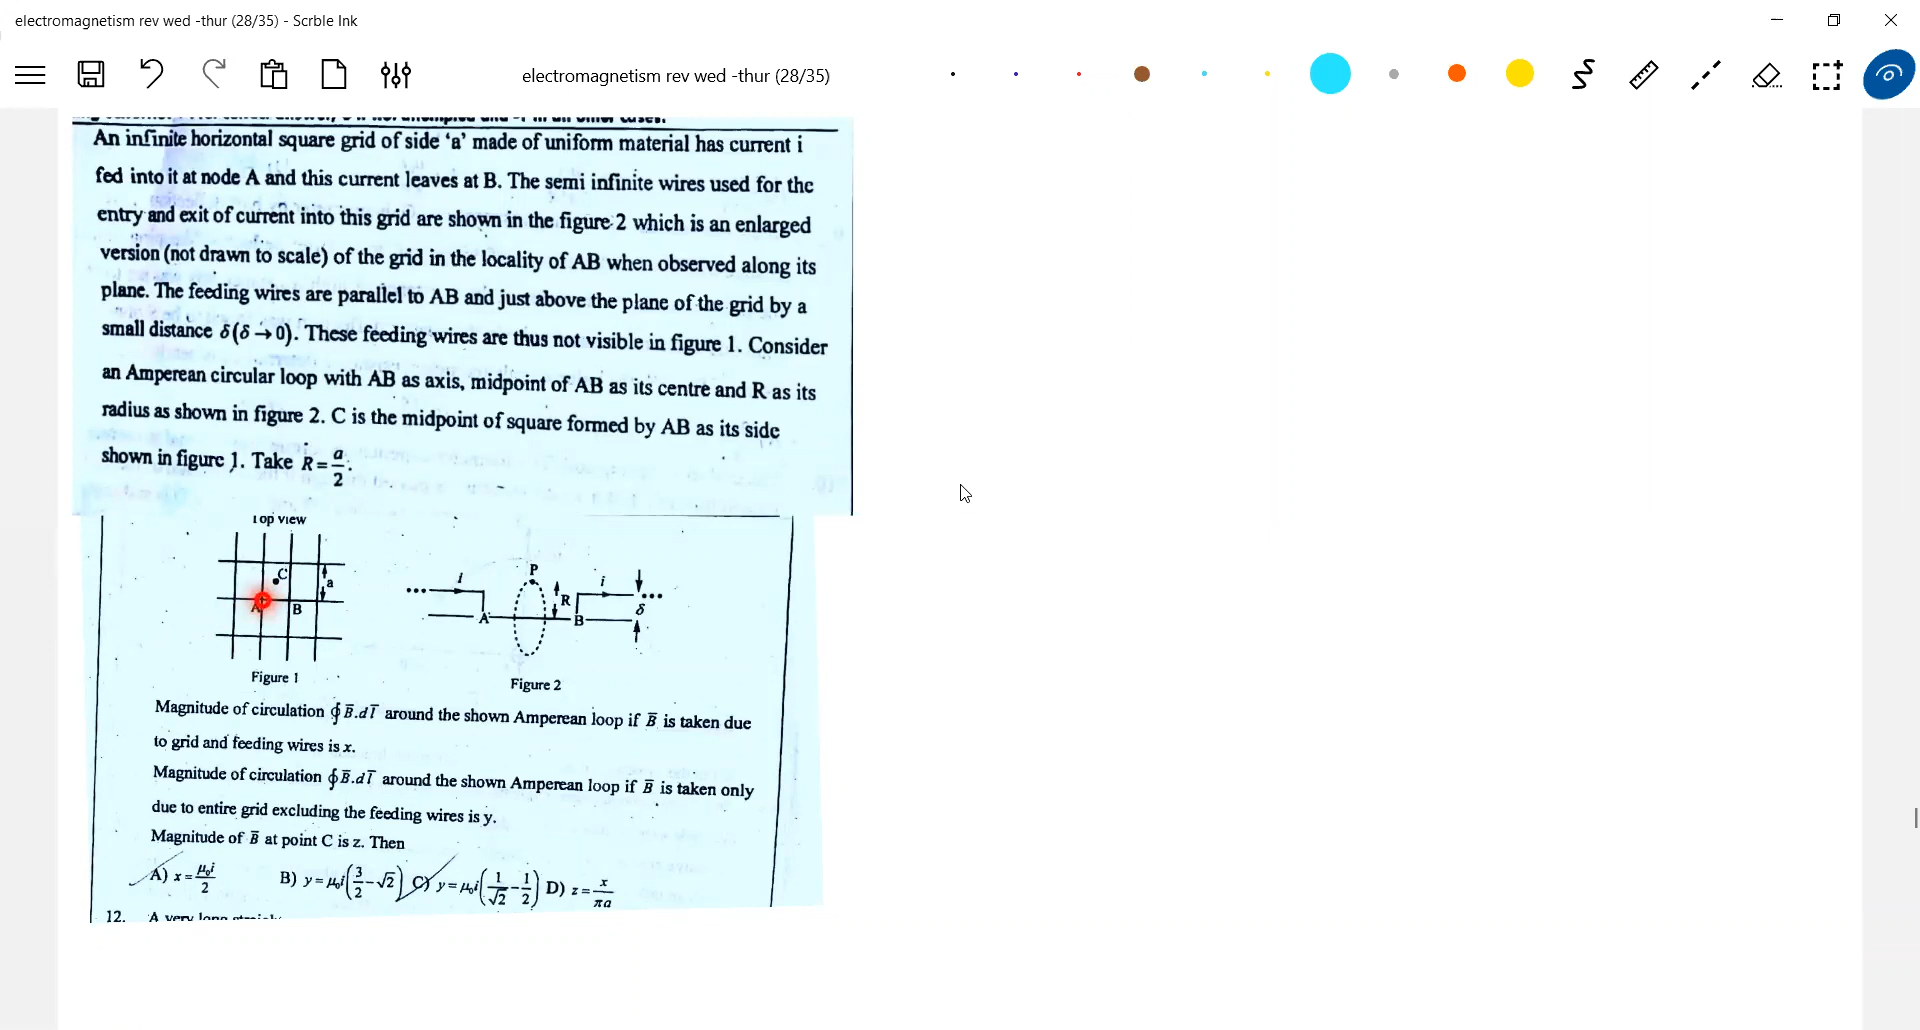 electromagnetism rev wed -thur (28/35) - Scrble Ink
electromagnetism rev wed -thur (28/35)
An infinite horizontal square grid of side ‘a’ made of uniform material has current i
fed into it at node A and this current leaves at B. The semi infinite wires used for the
entry and exit of current into this grid are shown in the figure 2 which is an enlarged
version (not drawn to scale) of the grid in the locality of AB when observed along its
plane. The feeding wires are parallel to AB and just above the plane of the grid by a
small distance δ(δ→0). These feeding wires are thus not visible in figure 1. Consider
an Amperean circular loop with AB as axis, midpoint of AB as its centre and R as its
radius as shown in figure 2. C is the midpoint of square formed by AB as its side
shown in figure 1. Take R = a/2.
Top view
C
a
A
B
Figure 1
i
P
R
i
A
B
δ
Figure 2
Magnitude of circulation ∮B̄.dl̄ around the shown Amperean loop if B̄ is taken due
to grid and feeding wires is x.
Magnitude of circulation ∮B̄.dl̄ around the shown Amperean loop if B̄ is taken only
due to entire grid excluding the feeding wires is y.
Magnitude of B̄ at point C is z. Then
A) x = μ₀i/2 B) y = μ₀i(3/2 − √2) C) y = μ₀i(1/√2 − 1/2) D) z = x/πa
12. A very long